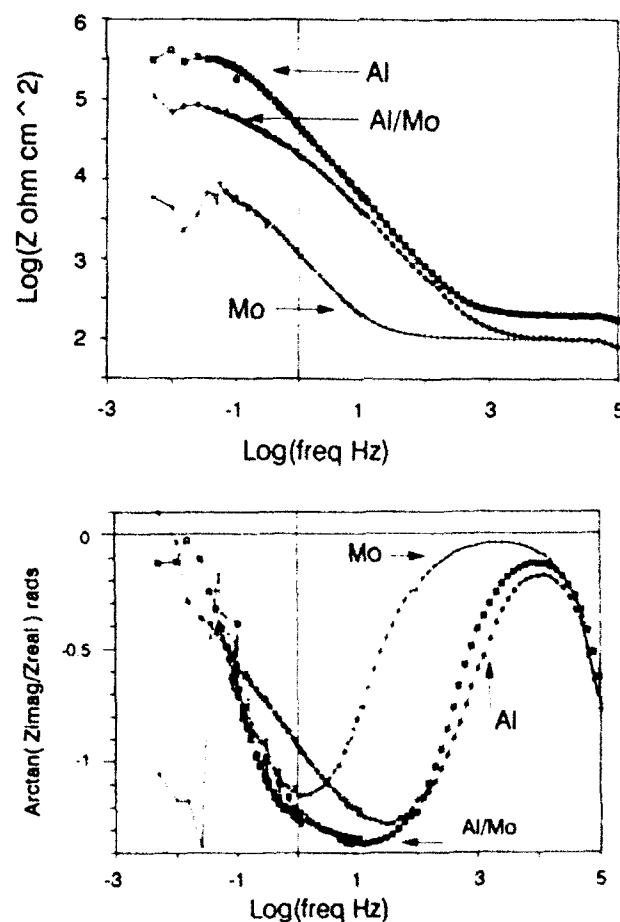 6
5
4
3
2
Log(Z ohm cm ^ 2)
Al
Al/Mo
Mo
-3
-1
1
3
5
Log(freq Hz)
0
-0.5
-1
Arctan( Zimag/Zreal ) rads
Mo
Al
Al/Mo
-3
-1
1
3
5
Log(freq Hz)